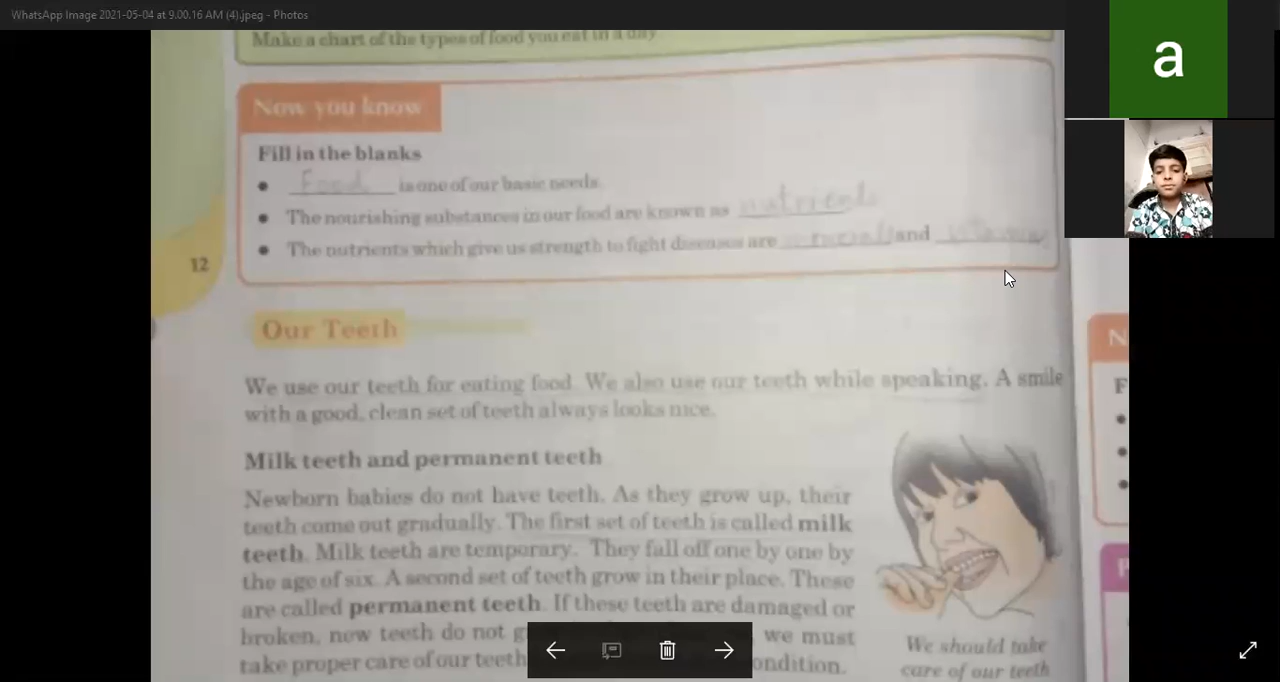 WhatsApp Image 2021-05-04 at 9.00.16 AM (4).jpeg - Photos
a
Make a chart of the types of food you eat in a day
Now you know
Fill in the blanks
• Food is one of our basic needs.
• The nourishing substances in our food are known as nutrients
• The nutrients which give us strength to fight diseases are and
12
Our Teeth
We use our teeth for eating food. We also use our teeth while speaking. A smile
with a good, clean set of teeth always looks nice.
Milk teeth and permanent teeth
Newborn babies do not have teeth. As they grow up, their
teeth come out gradually. The first set of teeth is called milk
teeth. Milk teeth are temporary. They fall off one by one by
the age of six. A second set of teeth grow in their place. These
are called permanent teeth. If these teeth are damaged or
broken, new teeth do not we must
take proper care of our teeth ondition.
We should take
care of our teeth
N
F
P